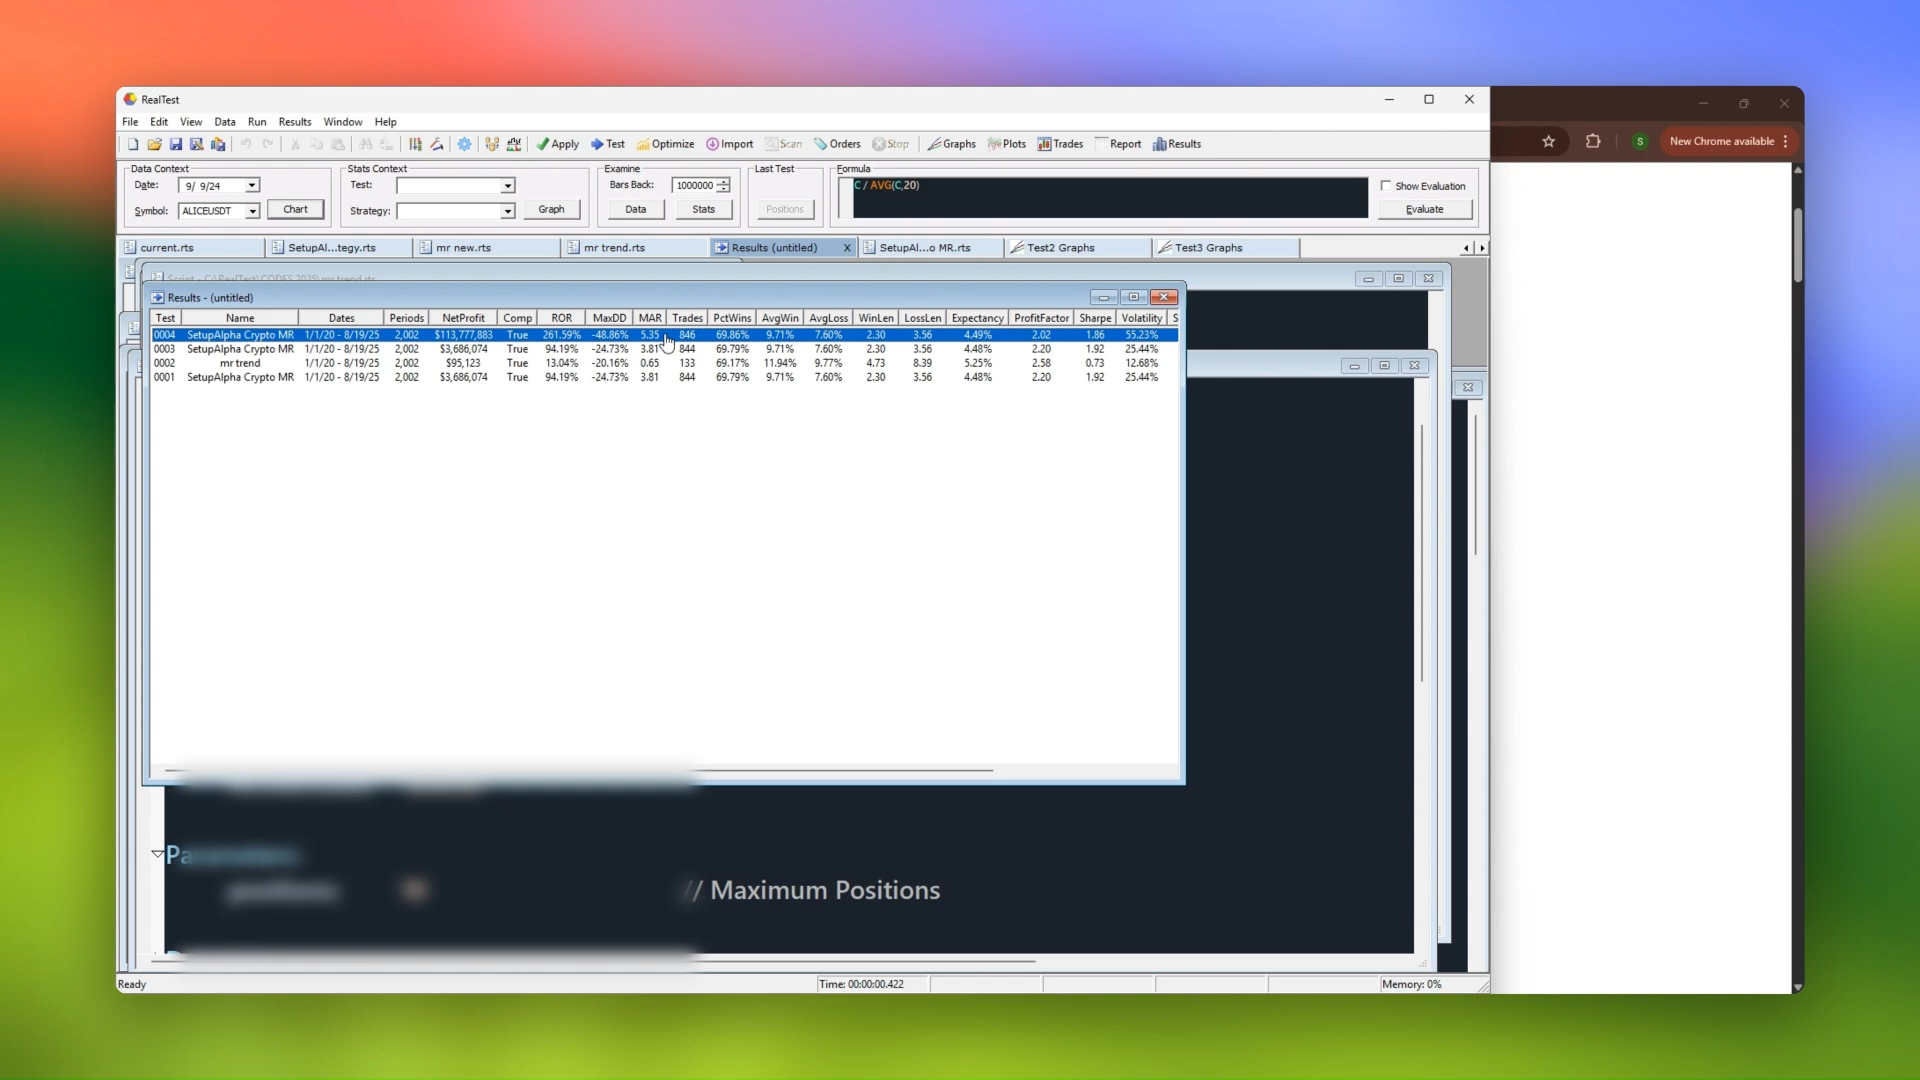 RealTest
New Chrome available
S
File Edit View Data Run Results Window Help
Apply Test Optimize Import Scan Orders Stop Graphs Plots Trades Report Results
Data Context Stats Context Examine Last Test Formula
Date: 9/ 9/24 Test: Bars Back: 1000000 C / AVG(C,20) Show Evaluation
Symbol: ALICEUSDT Chart Strategy: Graph Data Stats Positions Evaluate
current.rts SetupAl...tegy.rts mr new.rts mr trend.rts Results (untitled) X SetupAl...o MR.rts Test2 Graphs Test3 Graphs
Script - C:\RealTest\CODES 2025\mr trend.rts
Results - (untitled)
Test Name Dates Periods NetProfit Comp ROR MaxDD MAR Trades PctWins AvgWin AvgLoss WinLen LossLen Expectancy ProfitFactor Sharpe Volatility S
0004 SetupAlpha Crypto MR 1/1/20 - 8/19/25 2,002 $113,777,883 True 261.59% -48.86% 5.35 846 69.86% 9.71% 7.60% 2.30 3.56 4.49% 2.02 1.86 55.23%
0003 SetupAlpha Crypto MR 1/1/20 - 8/19/25 2,002 $3,686,074 True 94.19% -24.73% 3.81 844 69.79% 9.71% 7.60% 2.30 3.56 4.48% 2.20 1.92 25.44%
0002 mr trend 1/1/20 - 8/19/25 2,002 $95,123 True 13.04% -20.16% 0.65 133 69.17% 11.94% 9.77% 4.73 8.39 5.25% 2.58 0.73 12.68%
0001 SetupAlpha Crypto MR 1/1/20 - 8/19/25 2,002 $3,686,074 True 94.19% -24.73% 3.81 844 69.79% 9.71% 7.60% 2.30 3.56 4.48% 2.20 1.92 25.44%
// Maximum Positions
Ready Time: 00:00:00.422 Memory: 0%